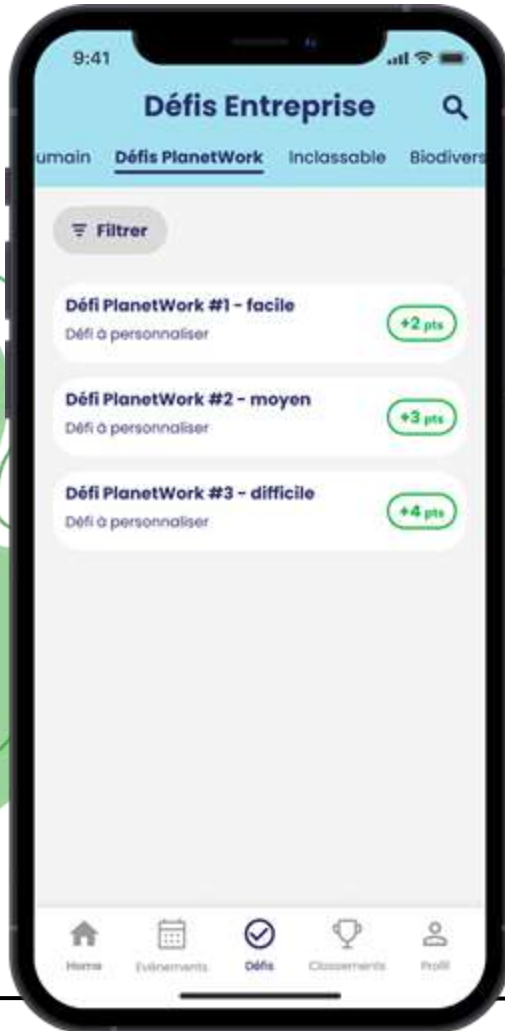 9:41
Défis Entreprise
umain Défis PlanetWork Inclassable Biodivers
Filtrer
Défi PlanetWork #1 - facile
Défi à personnaliser
+2 pts
Défi PlanetWork #2 - moyen
Défi à personnaliser
+3 pts
Défi PlanetWork #3 - difficile
Défi à personnaliser
+4 pts
Home Evénements Défis Classements Profil